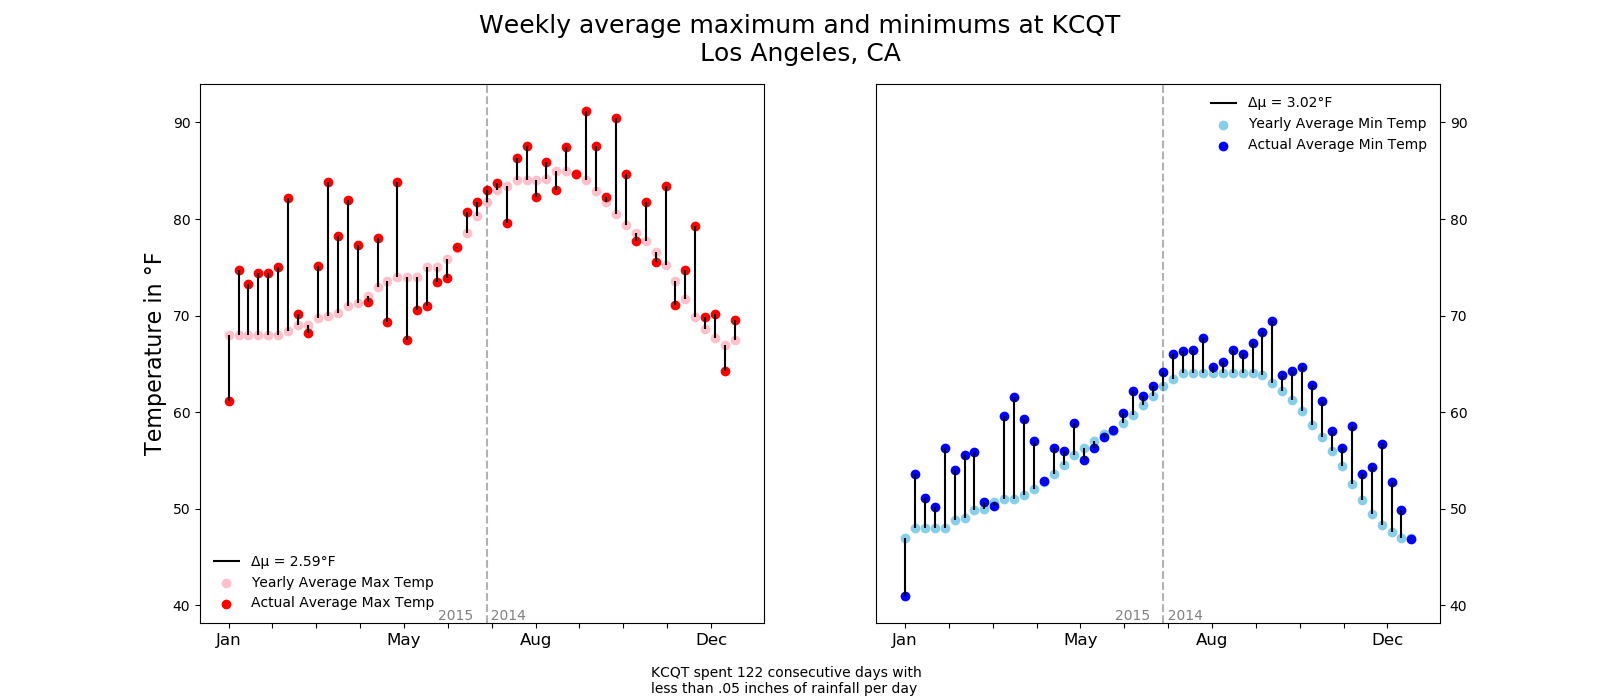 Weekly average maximum and minimums at KCQT
Los Angeles, CA
Temperature in °F
90
80
70
60
50
40
Δμ = 2.59°F
Yearly Average Max Temp
Actual Average Max Temp
2015
2014
Jan
May
Aug
Dec
Δμ = 3.02°F
Yearly Average Min Temp
Actual Average Min Temp
90
80
70
60
50
40
2015
2014
Jan
May
Aug
Dec
KCQT spent 122 consecutive days with
less than .05 inches of rainfall per day